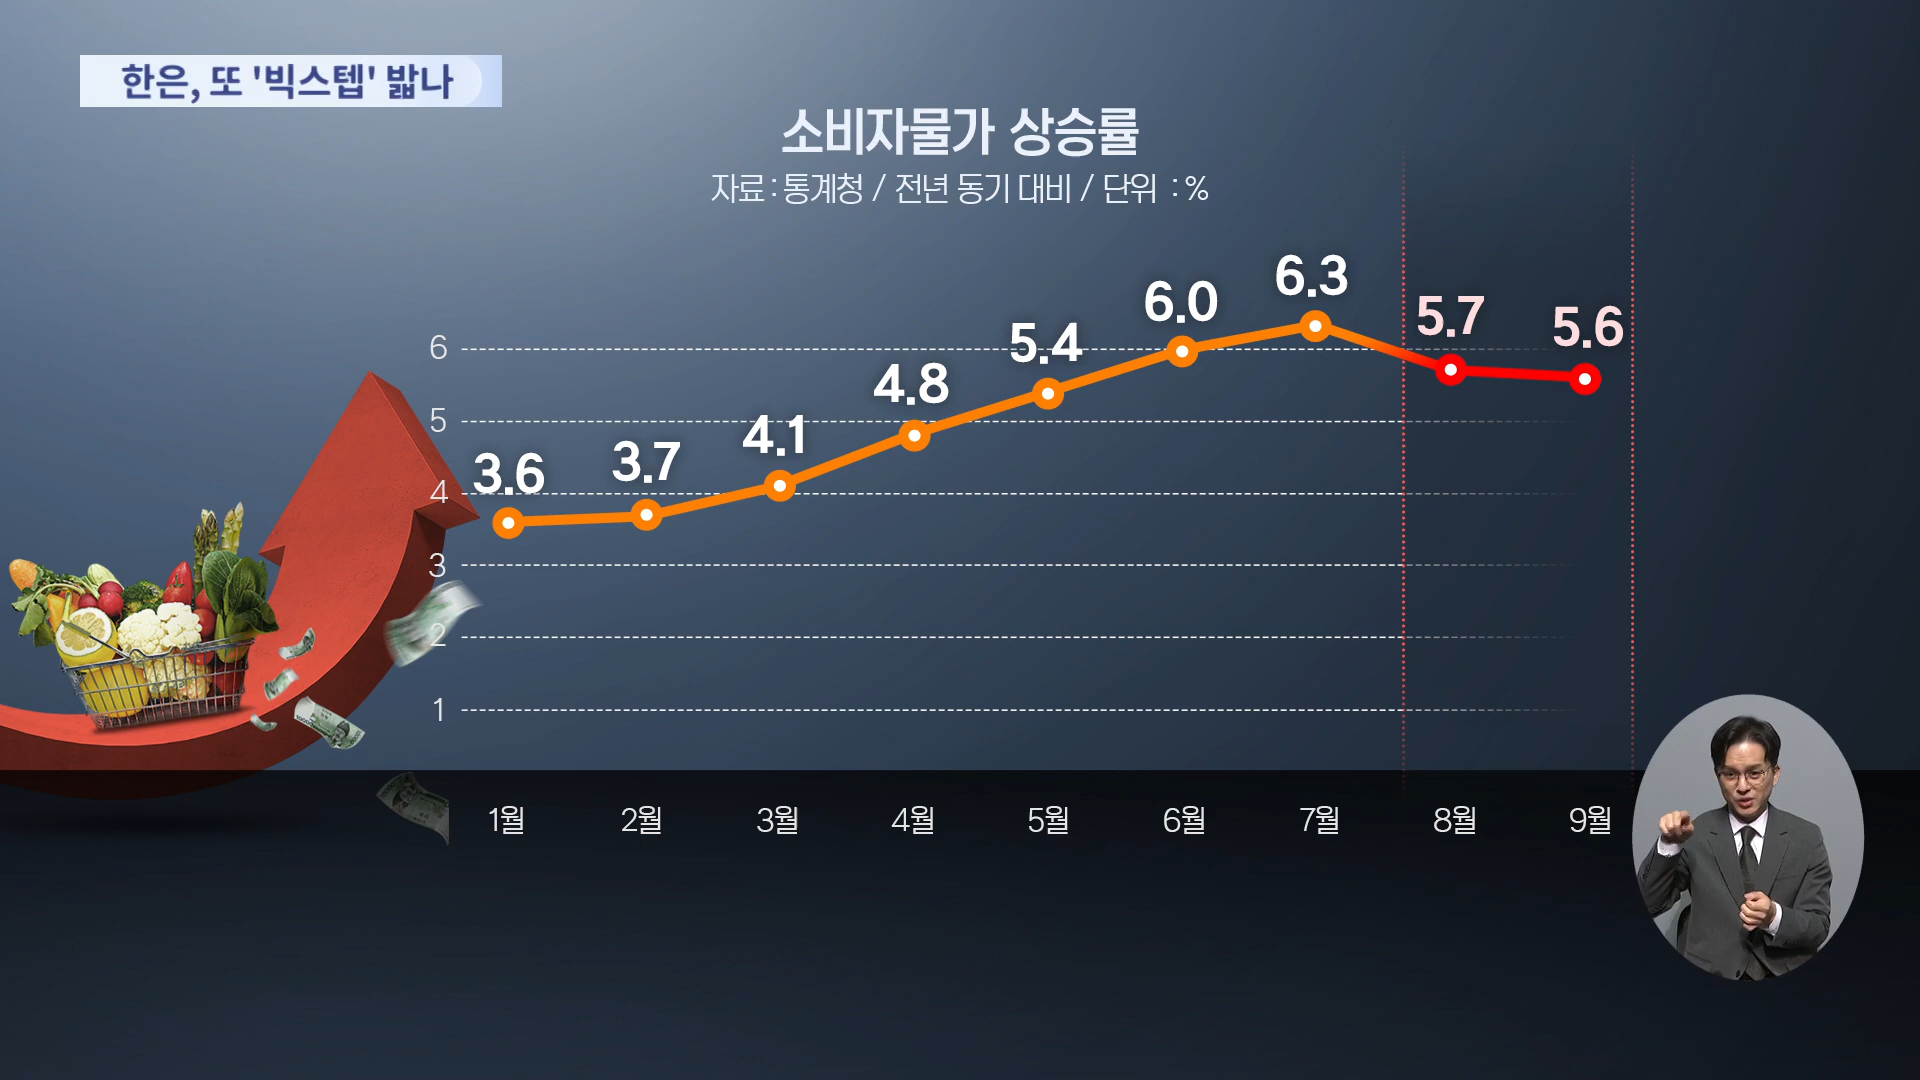 한은, 또 '빅스텝' 밟나
소비자물가 상승률
자료 : 통계청 / 전년 동기 대비 / 단위 : %
3.6 3.7 4.1 4.8 5.4 6.0 6.3 5.7 5.6
6
5
4
3
2
1
1월 2월 3월 4월 5월 6월 7월 8월 9월